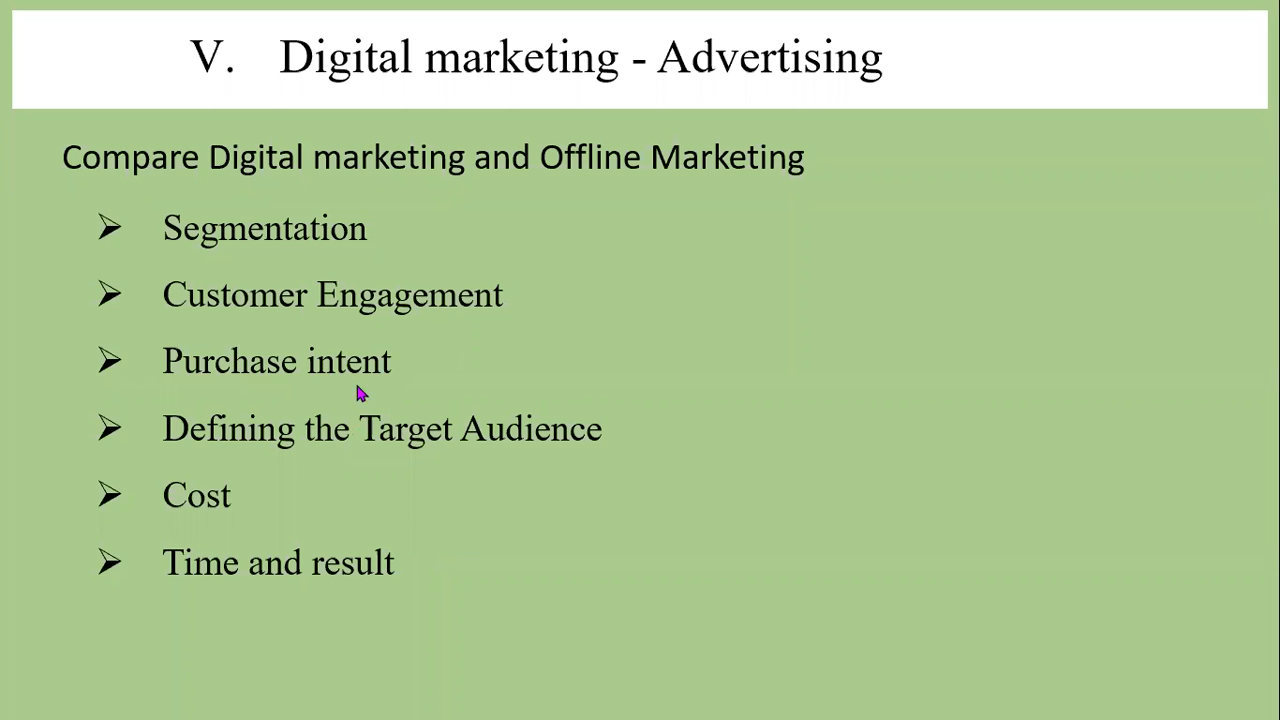 V. Digital marketing - Advertising
Compare Digital marketing and Offline Marketing
➢ Segmentation
➢ Customer Engagement
➢ Purchase intent
➢ Defining the Target Audience
➢ Cost
➢ Time and result